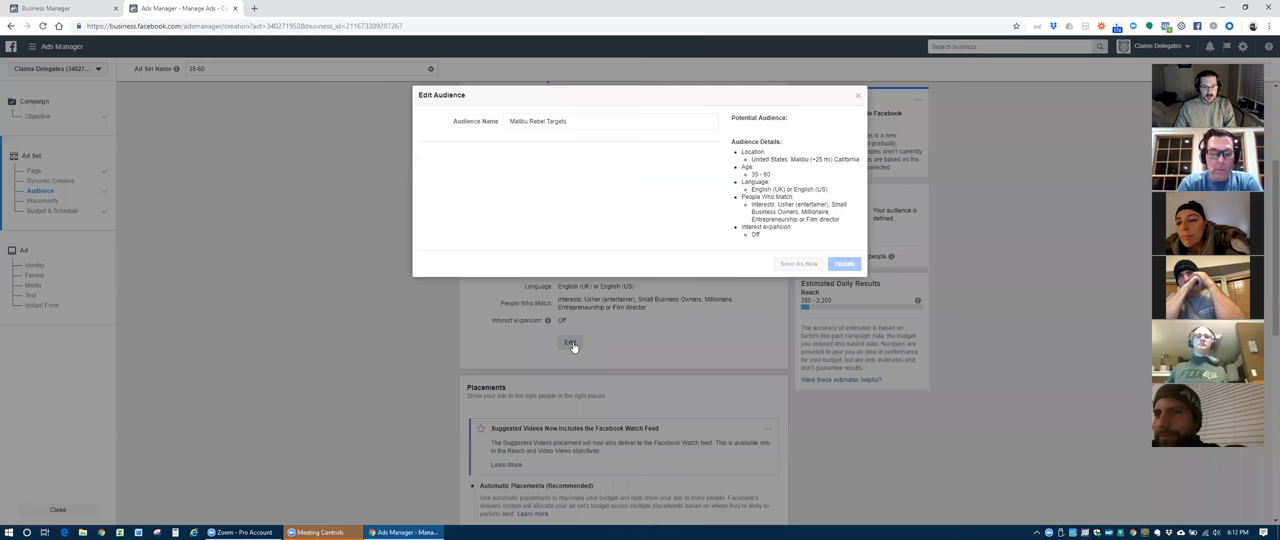 Business Manager
Ads Manager - Manage Ads - C
https://business.facebook.com/adsmanager/creation?act=340271952&business_id=211673309287267
Ads Manager
Search business
Claims Delegates
Claims Delegates (34027...
Ad Set Name
35-60
Campaign
Objective
Ad Set
Page
Dynamic Creative
Audience
Placements
Budget & Schedule
Ad
Identity
Format
Media
Text
Instant Form
Close
Edit Audience
Audience Name
Malibu Rebel Targets
Potential Audience:
Audience Details:
Location:
United States: Malibu (+25 mi) California
Age:
35 - 60
Language:
English (UK) or English (US)
People Who Match:
Interests: Usher (entertainer), Small
Business Owners, Millionaire,
Entrepreneurship or Film director
Interest expansion:
Off
Save As New
Update
Language:
English (UK) or English (US)
People Who Match:
Interests: Usher (entertainer), Small Business Owners, Millionaire,
Entrepreneurship or Film director
Interest expansion:
Off
Edit
Placements
Show your ads to the right people in the right places.
Suggested Videos Now Includes the Facebook Watch Feed
The Suggested Videos placement will now also deliver to the Facebook Watch feed. This is available only
in the Reach and Video Views objectives.
Learn More
Automatic Placements (Recommended)
Use automatic placements to maximize your budget and help show your ads to more people. Facebook's
delivery system will allocate your ad set's budget across multiple placements based on where they're likely to
perform best. Learn more.
le Facebook
is a new
ates aren't currently
s are based on the
selected.
Your audience is
defined.
people
Estimated Daily Results
Reach
350 - 2,200
The accuracy of estimates is based on
factors like past campaign data, the budget
you entered and market data. Numbers are
provided to give you an idea of performance
for your budget, but are only estimates and
don't guarantee results.
Were these estimates helpful?
Zoom - Pro Account
Meeting Controls
Ads Manager - Mana...
6:12 PM